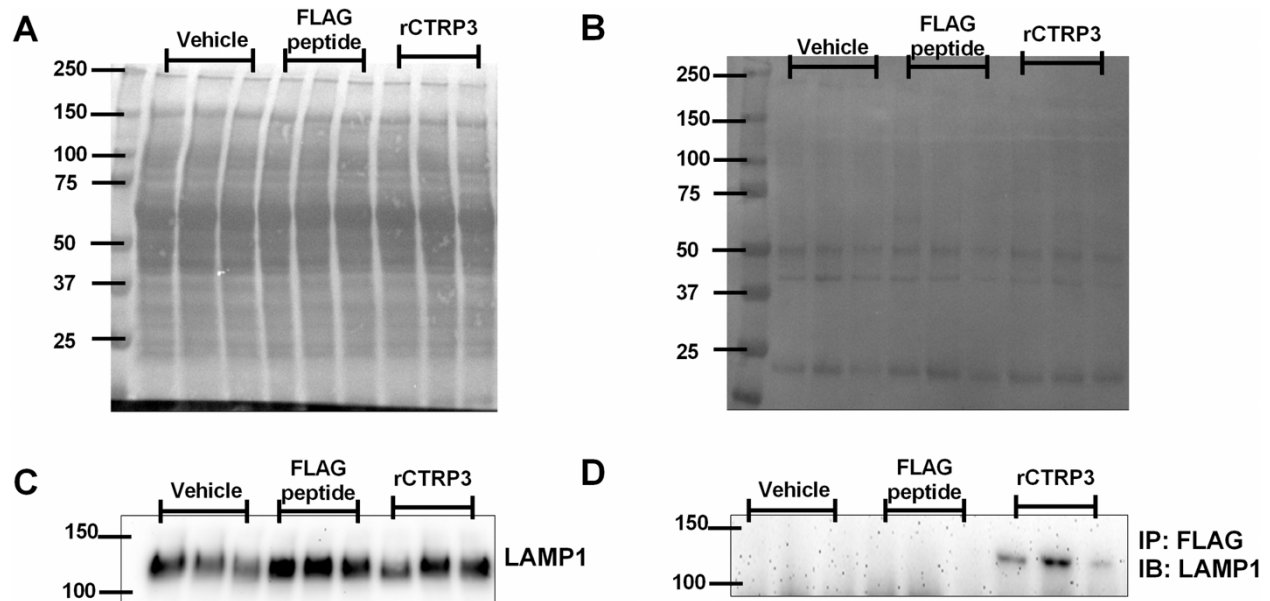 A
Vehicle
FLAG
peptide
rCTRP3
250
150
100
75
50
37
25
B
Vehicle
FLAG
peptide
rCTRP3
250
150
100
75
50
37
25
C
Vehicle
FLAG
peptide
rCTRP3
150
100
LAMP1
D
Vehicle
FLAG
peptide
rCTRP3
150
100
IP: FLAG
IB: LAMP1